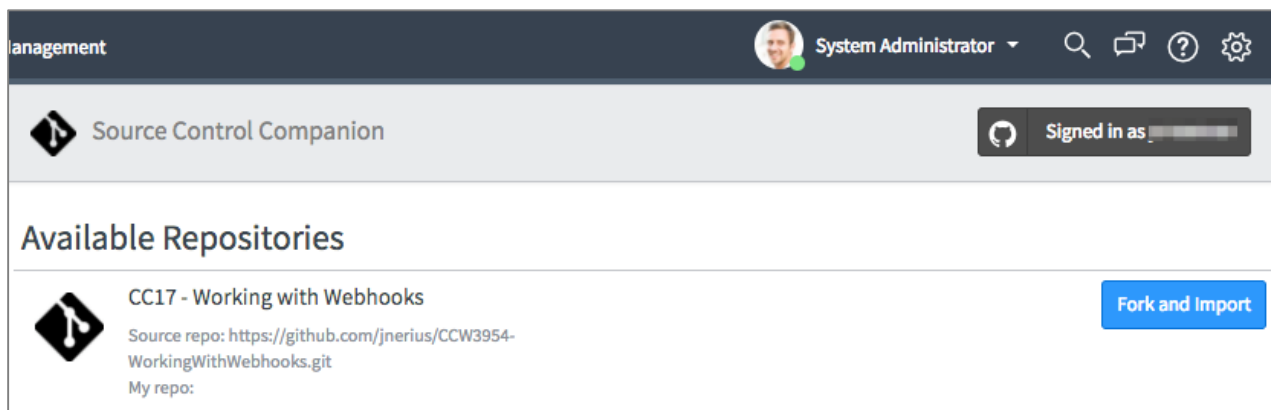 lanagement
System Administrator
Source Control Companion
Signed in as
Available Repositories
CC17 - Working with Webhooks
Fork and Import
Source repo: https://github.com/jnerius/CCW3954-
WorkingWithWebhooks.git
My repo: